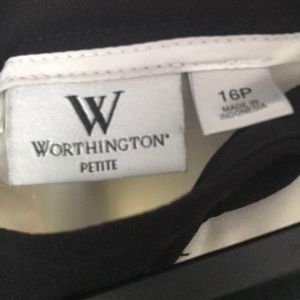 W
WORTHINGTON®
PETITE
16P
MADE IN
INDONESIA